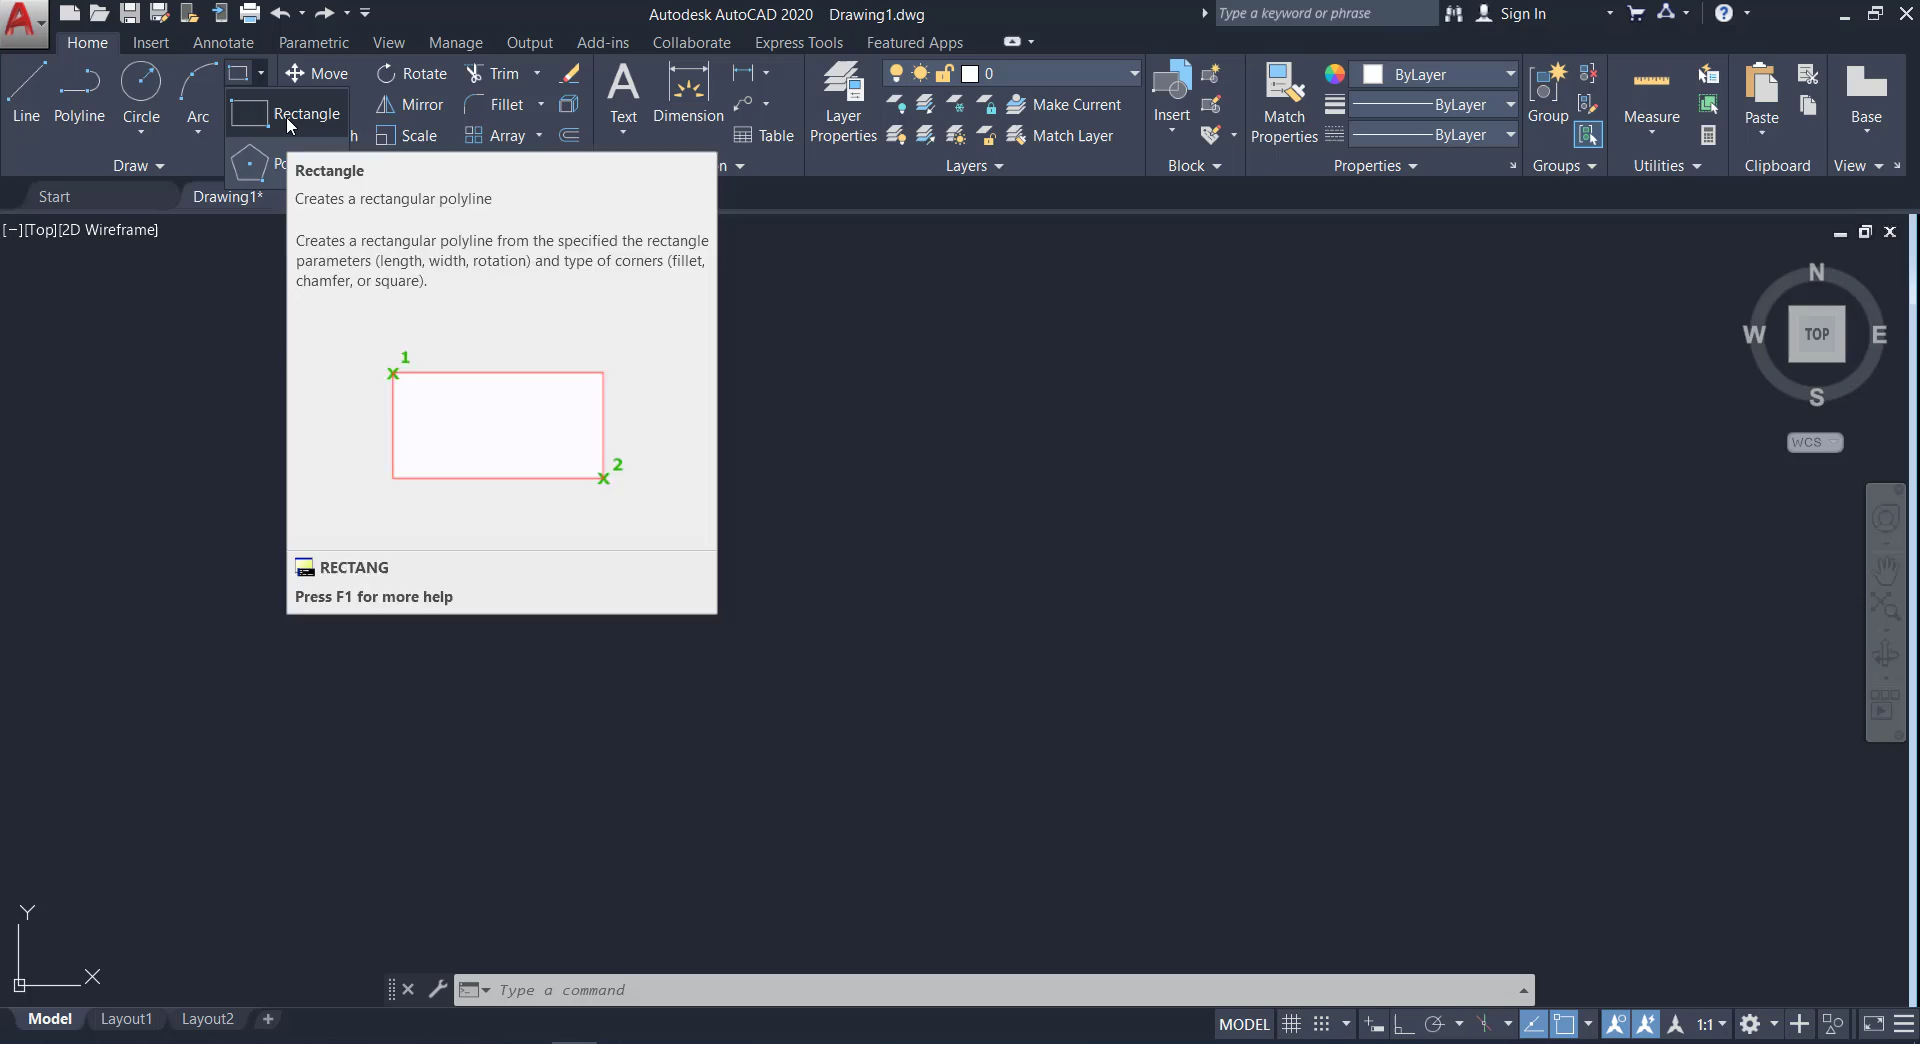 Autodesk AutoCAD 2020 Drawing1.dwg
Type a keyword or phrase
Sign In
Home Insert Annotate Parametric View Manage Output Add-ins Collaborate Express Tools Featured Apps
Line Polyline Circle Arc
Rectangle
Move Rotate Trim
Mirror Fillet
Scale Array
Draw
Text Dimension
Table
Layer
Properties
0
Make Current
Match Layer
Layers
Insert
Block
Match
Properties
ByLayer
ByLayer
ByLayer
Properties
Group
Groups
Measure
Utilities
Paste
Clipboard
Base
View
Start Drawing1*
[−][Top][2D Wireframe]
Rectangle
Creates a rectangular polyline
Creates a rectangular polyline from the specified the rectangle
parameters (length, width, rotation) and type of corners (fillet,
chamfer, or square).
1
2
RECTANG
Press F1 for more help
N
W TOP E
S
WCS
Y
X
Type a command
Model Layout1 Layout2
MODEL
1:1